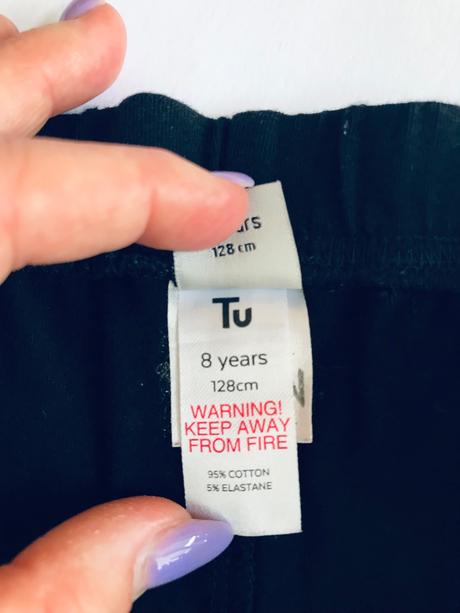 128 cm
Tu
8 years
128cm
WARNING!
KEEP AWAY
FROM FIRE
95% COTTON
5% ELASTANE